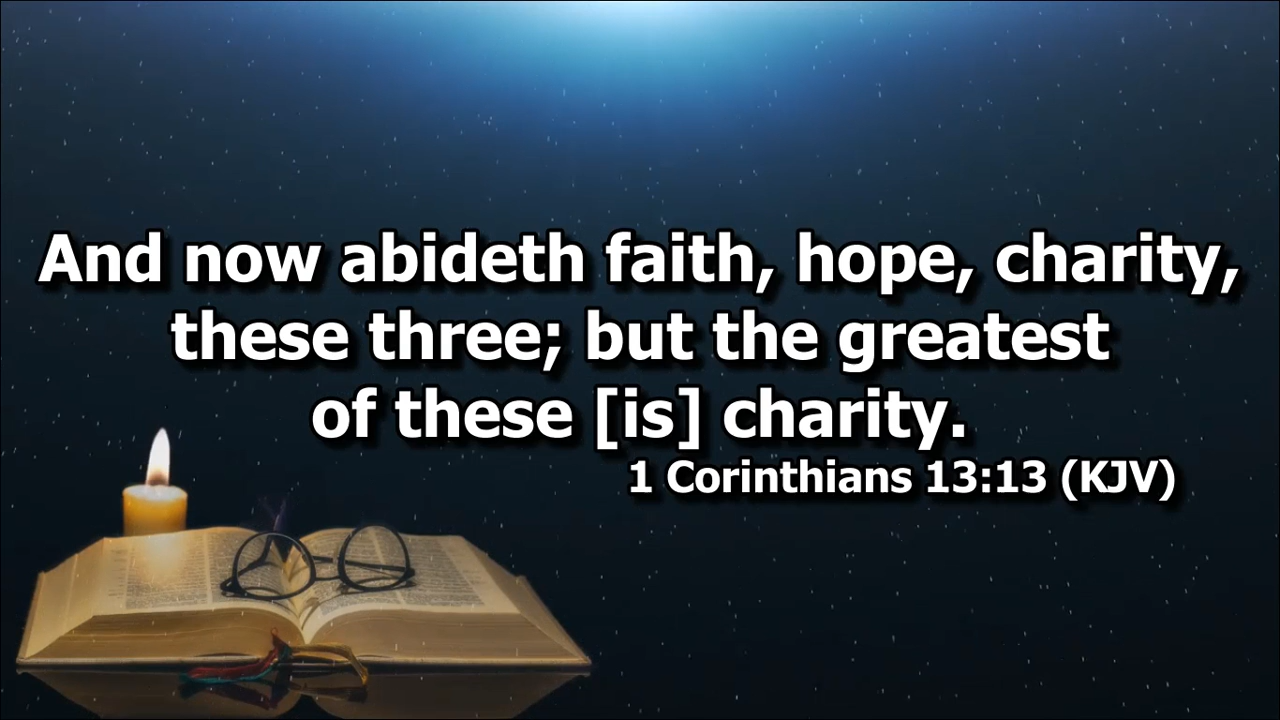 And now abideth faith, hope, charity,
these three; but the greatest
of these [is] charity.
1 Corinthians 13:13 (KJV)